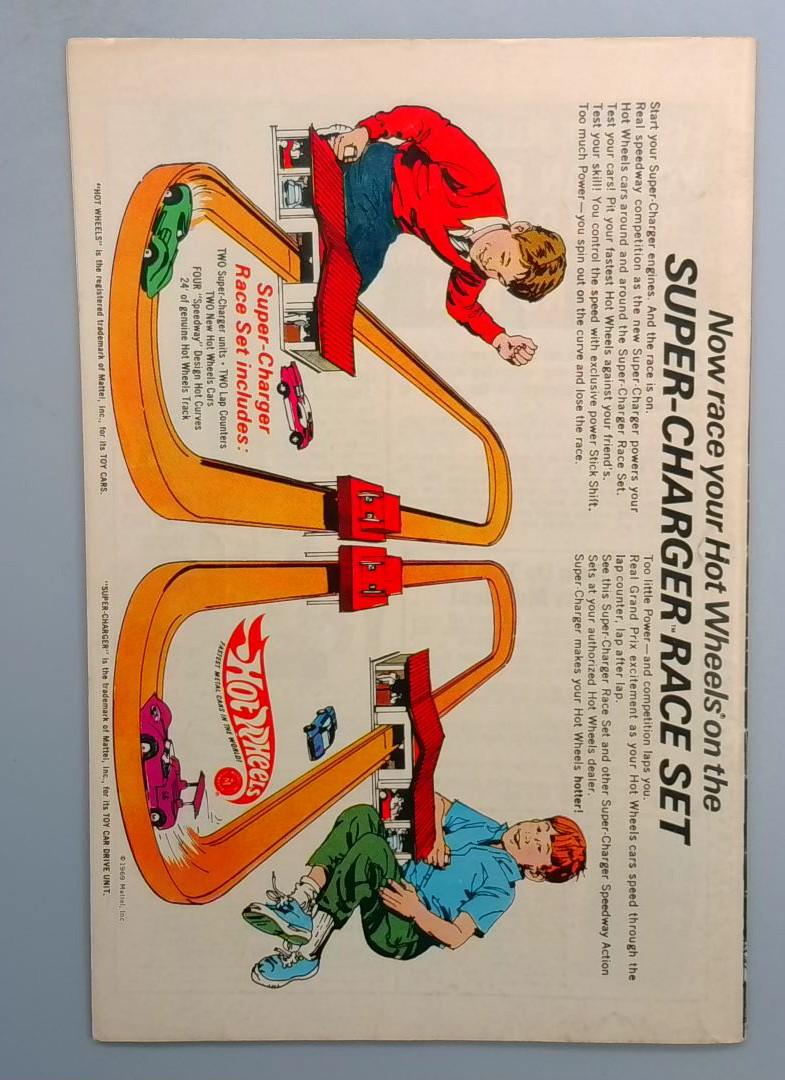 Now race your Hot Wheels® on the
SUPER-CHARGER™ RACE SET
Start your Super-Charger engines. And the race is on.
Real speedway competition as the new Super-Charger powers your
Hot Wheels cars around and around the Super-Charger Race Set.
Test your cars! Pit your fastest Hot Wheels against your friend's.
Test your skill! You control the speed with exclusive power Stick Shift.
Too much Power—you spin out on the curve and lose the race.
Too little Power—and competition laps you.
Real Grand Prix excitement as your Hot Wheels cars speed through the
lap counter, lap after lap.
See this Super-Charger Race Set and other Super-Charger Speedway Action
Sets at your authorized Hot Wheels dealer.
Super-Charger makes your Hot Wheels hotter!
Super-Charger
Race Set includes:
TWO Super-Charger units • TWO Lap Counters
TWO New Hot Wheels Cars
FOUR "Speedway" Design Hot Curves
24' of genuine Hot Wheels Track
HOT WHEELS
FASTEST METAL CARS IN THE WORLD!
©1969 Mattel, Inc.
"HOT WHEELS" is the registered trademark of Mattel, Inc., for its TOY CARS.
"SUPER-CHARGER" is the trademark of Mattel, Inc., for its TOY CAR DRIVE UNIT.